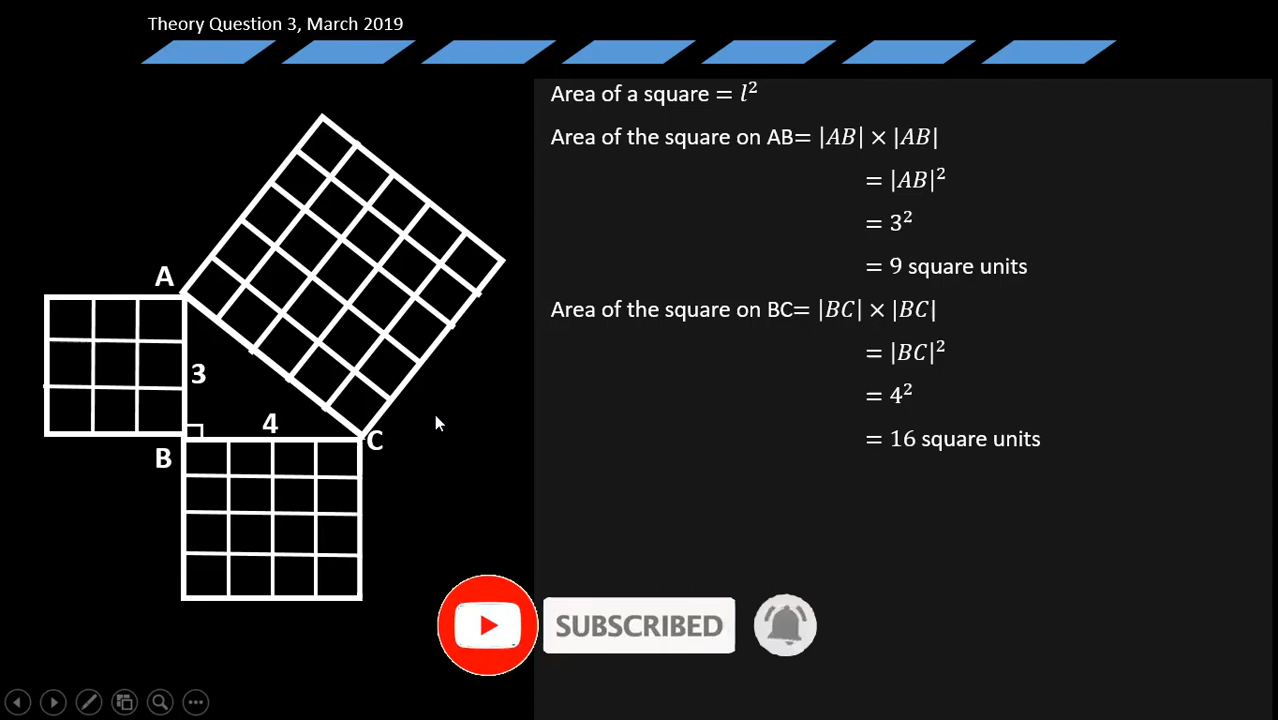 Theory Question 3, March 2019
Area of a square = l²
Area of the square on AB= |AB| × |AB|
= |AB|²
= 3²
= 9 square units
Area of the square on BC= |BC| × |BC|
= |BC|²
= 4²
= 16 square units
A
3
4
B
C
SUBSCRIBED